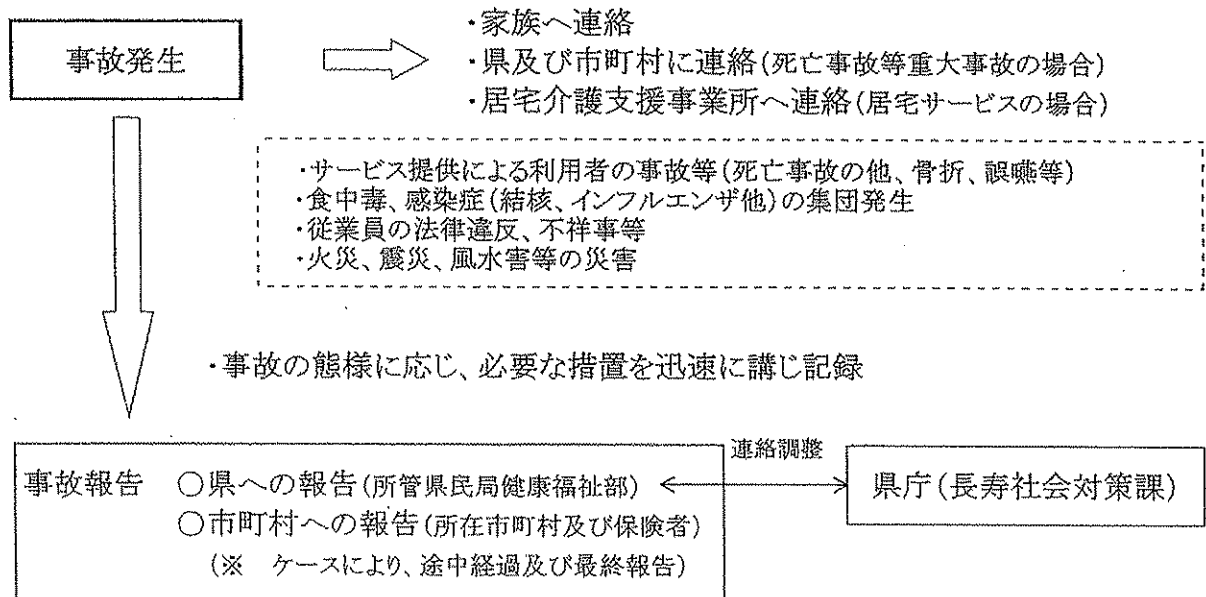 事故発生
・家族へ連絡
・県及び市町村に連絡(死亡事故等重大事故の場合)
・居宅介護支援事業所へ連絡(居宅サービスの場合)
・サービス提供による利用者の事故等(死亡事故の他、骨折、誤嚥等)
・食中毒、感染症(結核、インフルエンザ他)の集団発生
・従業員の法律違反、不祥事等
・火災、震災、風水害等の災害
・事故の態様に応じ、必要な措置を迅速に講じ記録
事故報告 ○県への報告(所管県民局健康福祉部)
○市町村への報告(所在市町村及び保険者)
(※ ケースにより、途中経過及び最終報告)
連絡調整
県庁(長寿社会対策課)